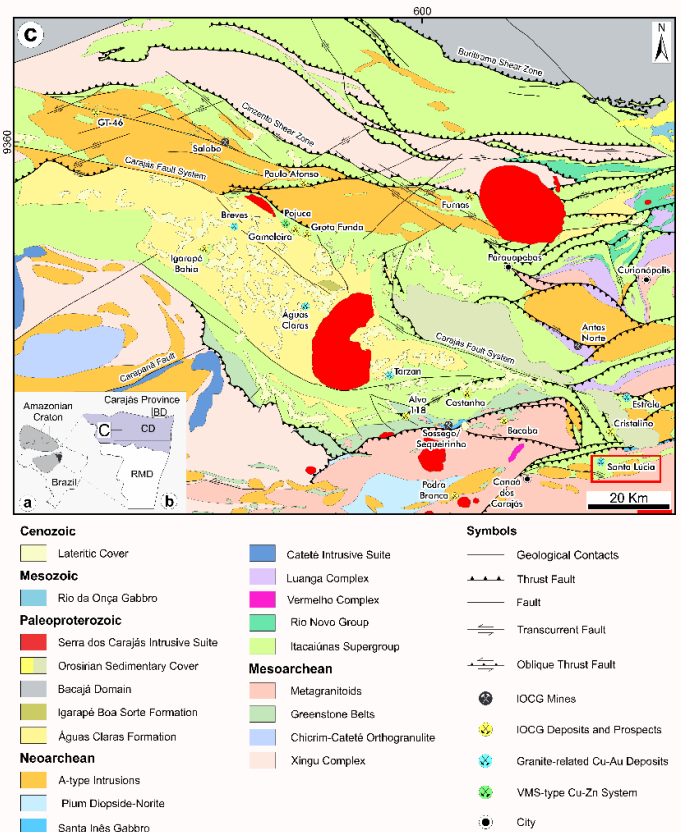 600
c
N
9360
Buritirama Shear Zone
Cinzento Shear Zone
GT-46
Salobo
Carajás Fault System
Paulo Afonso
Furnas
Breves
Pojuca
Gameleira
Grota Funda
Igarapé
Bahia
Parauapebas
Curionópolis
Águas
Claras
Antas
Norte
Carajás Fault System
Carapanã Fault
Tarzan
Alvo
118
Castanha
Estrela
Cristalino
Sossego/
Sequeirinho
Bacaba
Santa Lúcia
Pedra
Branca
Canaã
dos
Carajás
20 Km
Carajás Province
Amazonian
Craton
BD
C
CD
RMD
Brazil
a
b
Cenozoic
Lateritic Cover
Mesozoic
Rio da Onça Gabbro
Paleoproterozoic
Serra dos Carajás Intrusive Suite
Orosirian Sedimentary Cover
Bacajá Domain
Igarapé Boa Sorte Formation
Águas Claras Formation
Neoarchean
A-type Intrusions
Pium Diopside-Norite
Santa Inês Gabbro
Cateté Intrusive Suite
Luanga Complex
Vermelho Complex
Rio Novo Group
Itacaiúnas Supergroup
Mesoarchean
Metagranitoids
Greenstone Belts
Chicrim-Cateté Orthogranulite
Xingu Complex
Symbols
Geological Contacts
Thrust Fault
Fault
Transcurrent Fault
Oblique Thrust Fault
IOCG Mines
IOCG Deposits and Prospects
Granite-related Cu-Au Deposits
VMS-type Cu-Zn System
City